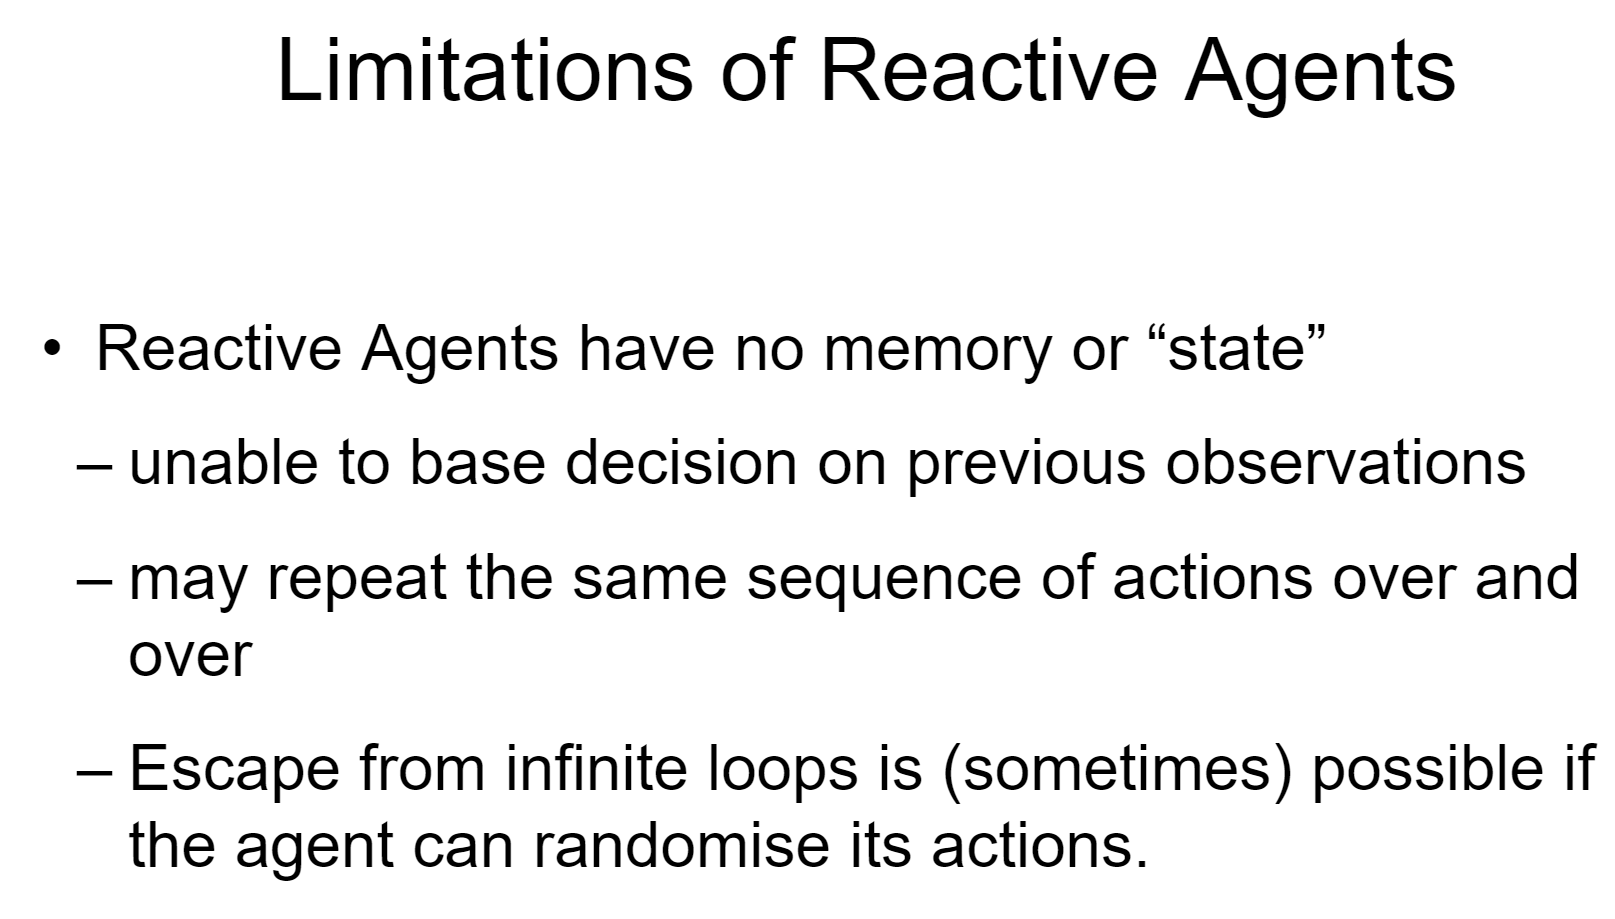 Limitations of Reactive Agents
• Reactive Agents have no memory or “state”
– unable to base decision on previous observations
– may repeat the same sequence of actions over and
over
– Escape from infinite loops is (sometimes) possible if
the agent can randomise its actions.